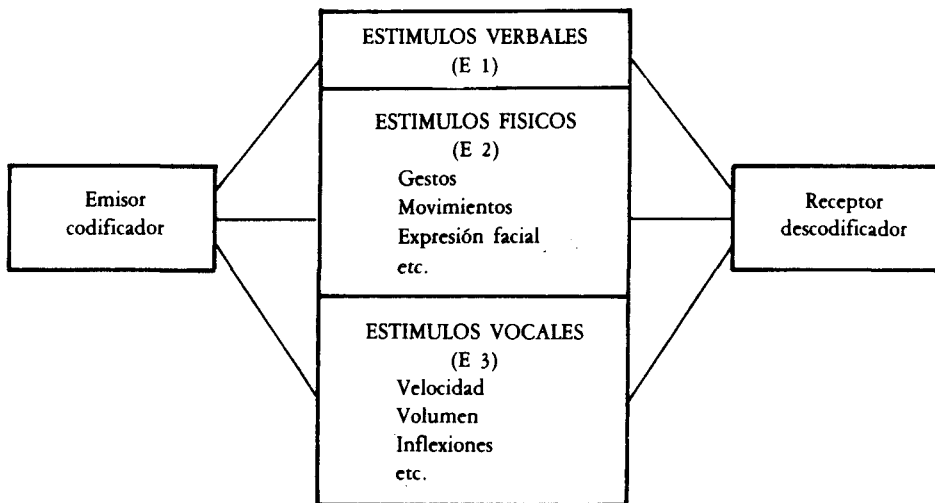 ESTIMULOS VERBALES
(E 1)
ESTIMULOS FISICOS
(E 2)
Gestos
Movimientos
Expresión facial
etc.
Emisor
codificador
Receptor
descodificador
ESTIMULOS VOCALES
(E 3)
Velocidad
Volumen
Inflexiones
etc.